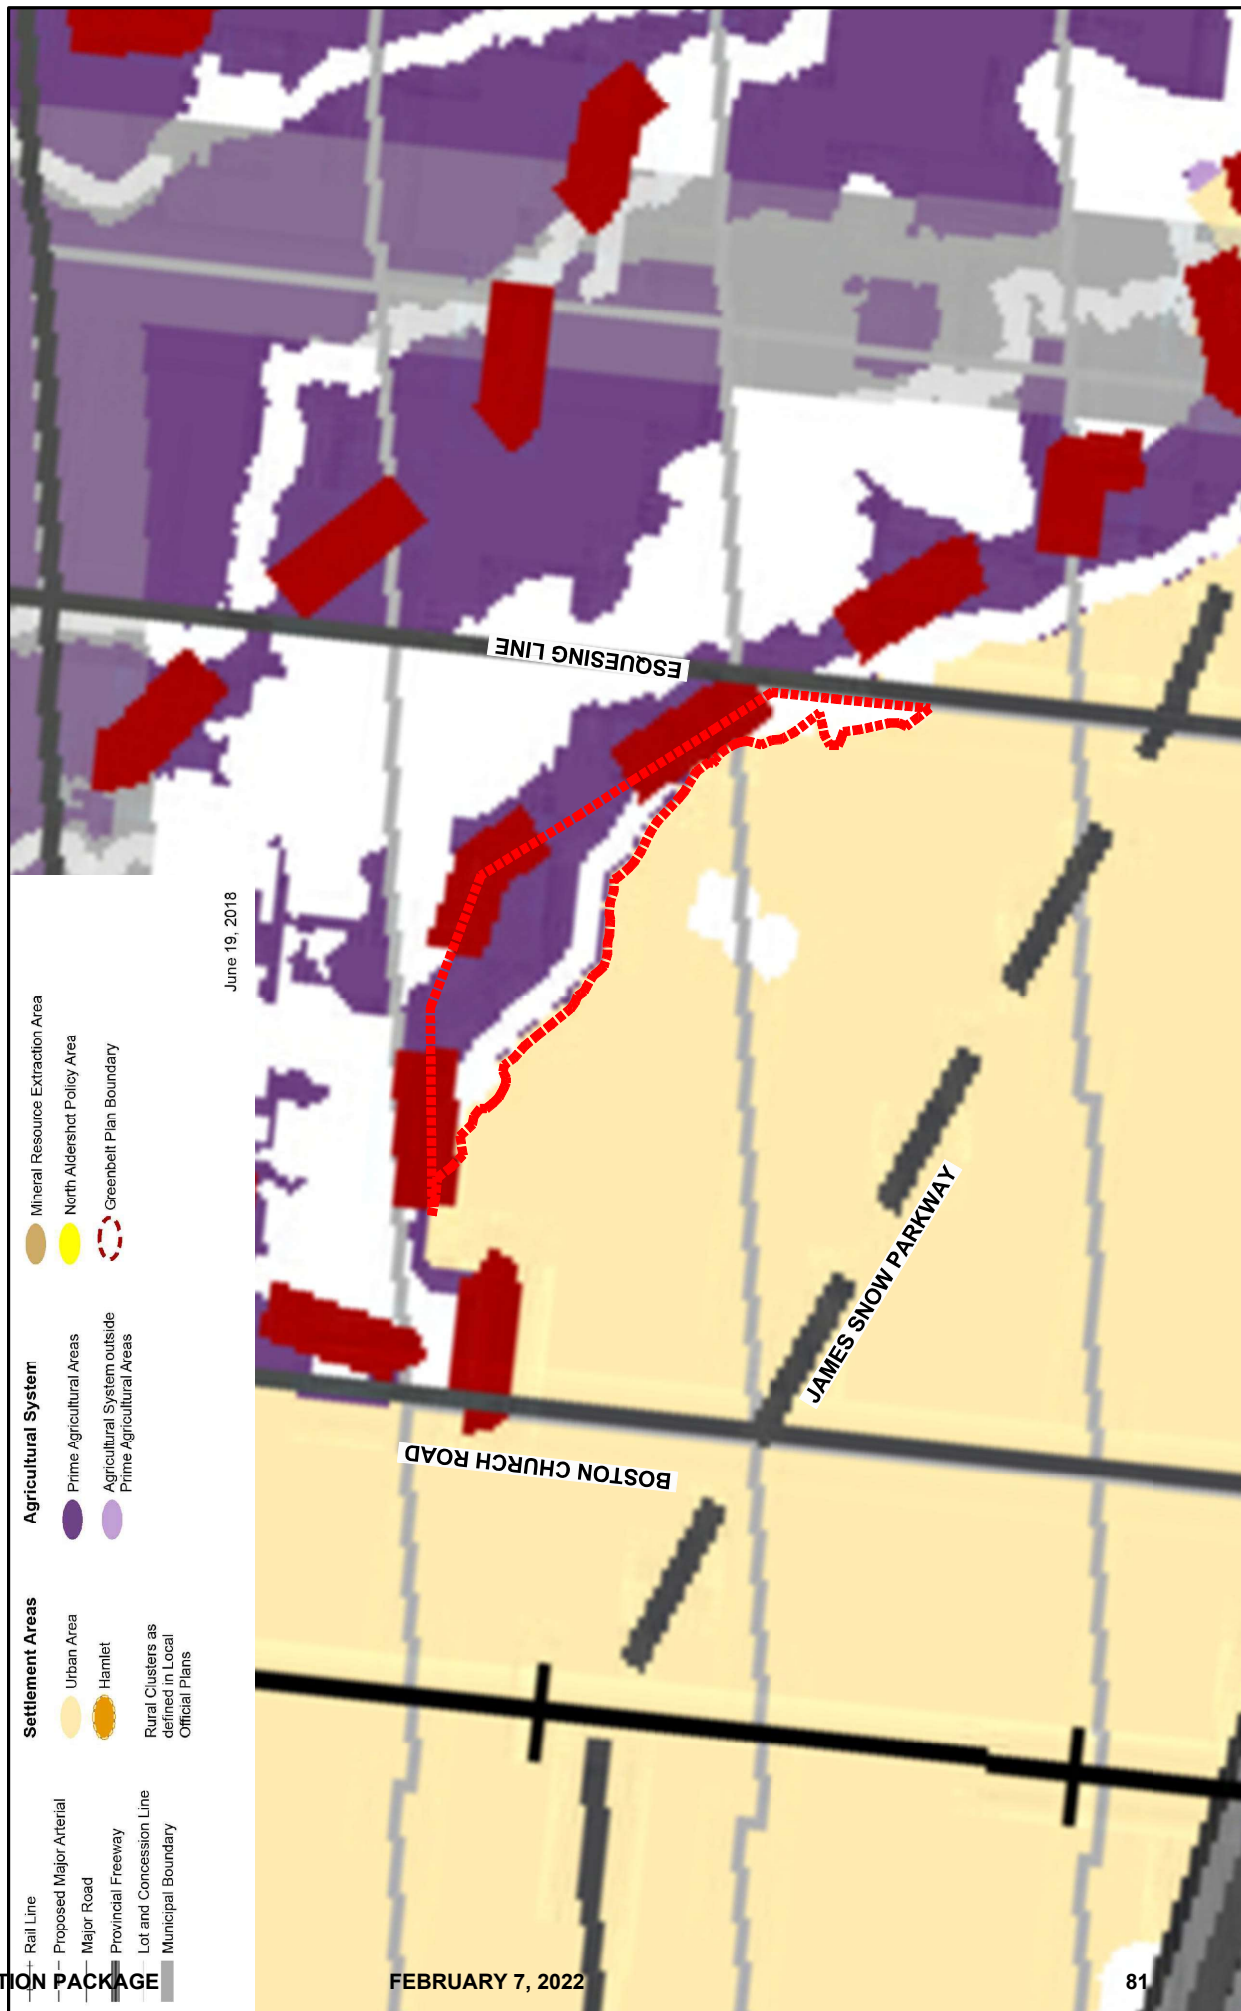 Rail Line
Proposed Major Arterial
Major Road
Provincial Freeway
Lot and Concession Line
Municipal Boundary
Settlement Areas
Urban Area
Hamlet
Rural Clusters as
defined in Local
Official Plans
Agricultural System
Prime Agricultural Areas
Agricultural System outside
Prime Agricultural Areas
Mineral Resource Extraction Area
North Aldershot Policy Area
Greenbelt Plan Boundary
June 19, 2018
ESQUESING LINE
JAMES SNOW PARKWAY
BOSTON CHURCH ROAD
TION PACKAGE
FEBRUARY 7, 2022
81